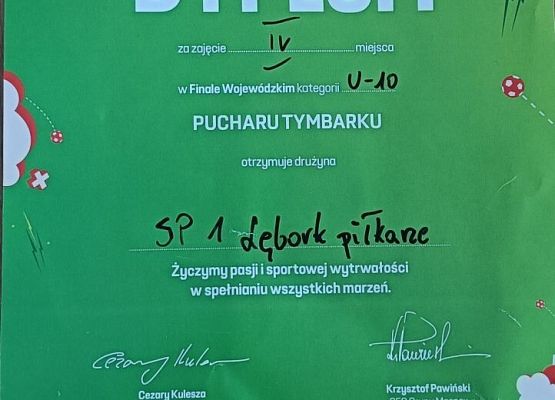 DYPLOM
za zajęcie IV miejsca
w Finale Wojewódzkim kategorii U-10
PUCHARU TYMBARKU
otrzymuje drużyna
SP 1 Lębork piłkarze
Życzymy pasji i sportowej wytrwałości
w spełnianiu wszystkich marzeń.
Cezary Kulesza
Krzysztof Pawiński